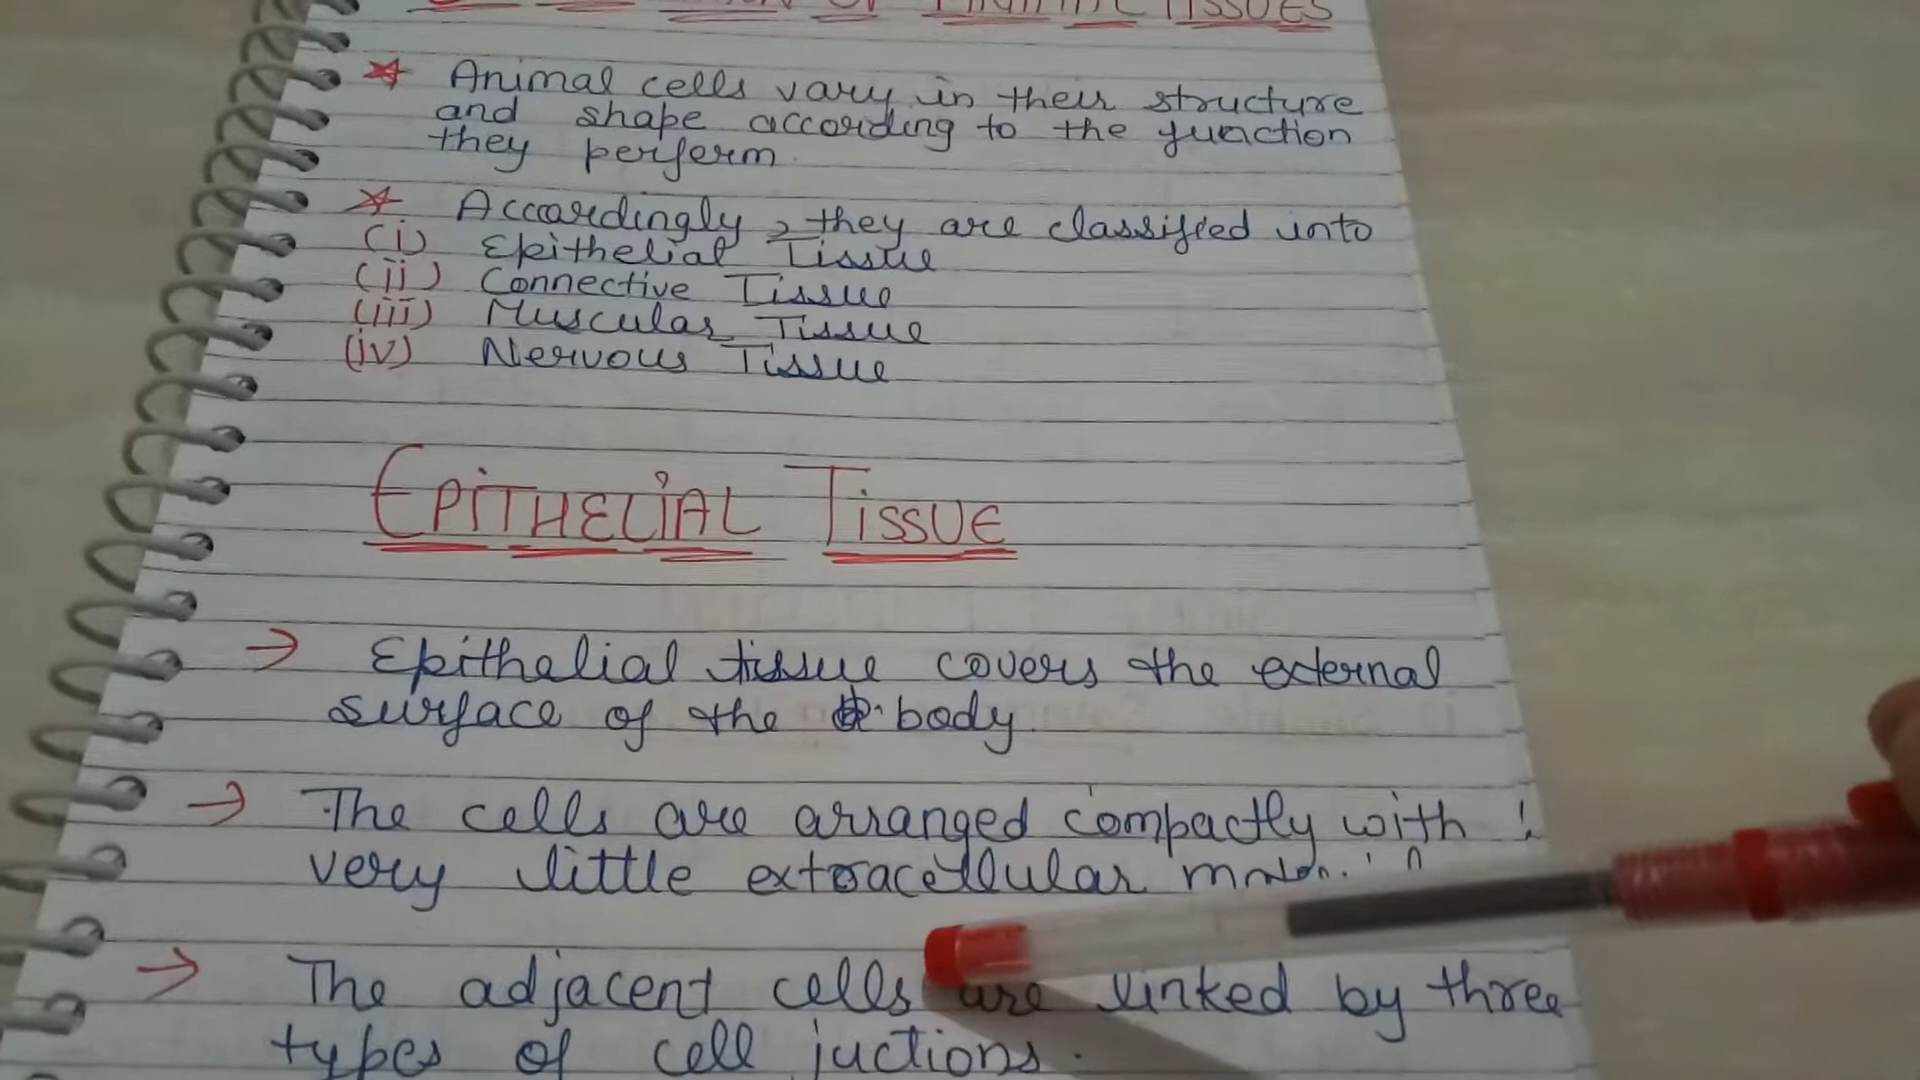 OF ANIMAL TISSUES
★ Animal cells vary in their structure
and shape according to the function
they perform.
★ Accordingly, they are classified into
(i) Epithelial Tissue
(ii) Connective Tissue
(iii) Muscular Tissue
(iv) Nervous Tissue
EPITHELIAL TISSUE
→ Epithelial tissue covers the external
surface of the body.
→ The cells are arranged compactly with
very little extracellular
→ The adjacent cells are linked by three
types of cell juctions.